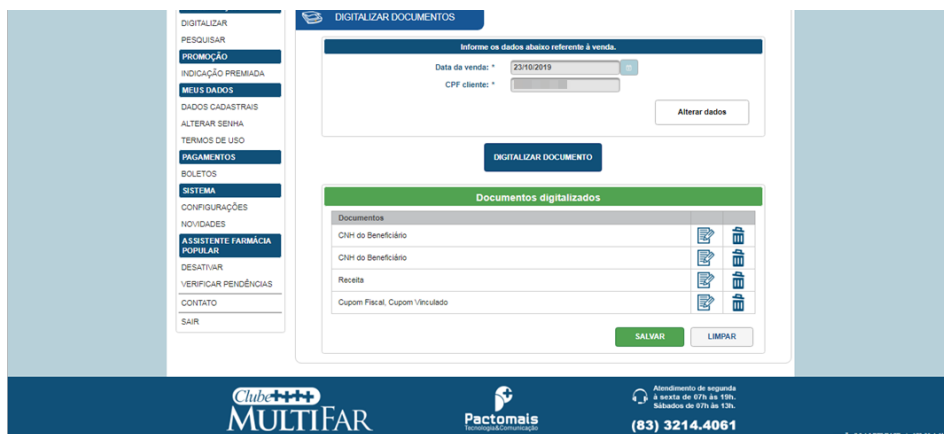 DIGITALIZAR
PESQUISAR
PROMOÇÃO
INDICAÇÃO PREMIADA
MEUS DADOS
DADOS CADASTRAIS
ALTERAR SENHA
TERMOS DE USO
PAGAMENTOS
BOLETOS
SISTEMA
CONFIGURAÇÕES
NOVIDADES
ASSISTENTE FARMÁCIA
POPULAR
DESATIVAR
VERIFICAR PENDÊNCIAS
CONTATO
SAIR
DIGITALIZAR DOCUMENTOS
Informe os dados abaixo referente à venda.
Data da venda: * 23/10/2019
CPF cliente: *
Alterar dados
DIGITALIZAR DOCUMENTO
Documentos digitalizados
Documentos
CNH do Beneficiário
CNH do Beneficiário
Receita
Cupom Fiscal, Cupom Vinculado
SALVAR LIMPAR
Clube
MULTIFAR
Pactomais
Tecnologia&Comunicação
Atendimento de segunda
à sexta de 07h às 19h.
Sábados de 07h às 13h.
(83) 3214.4061